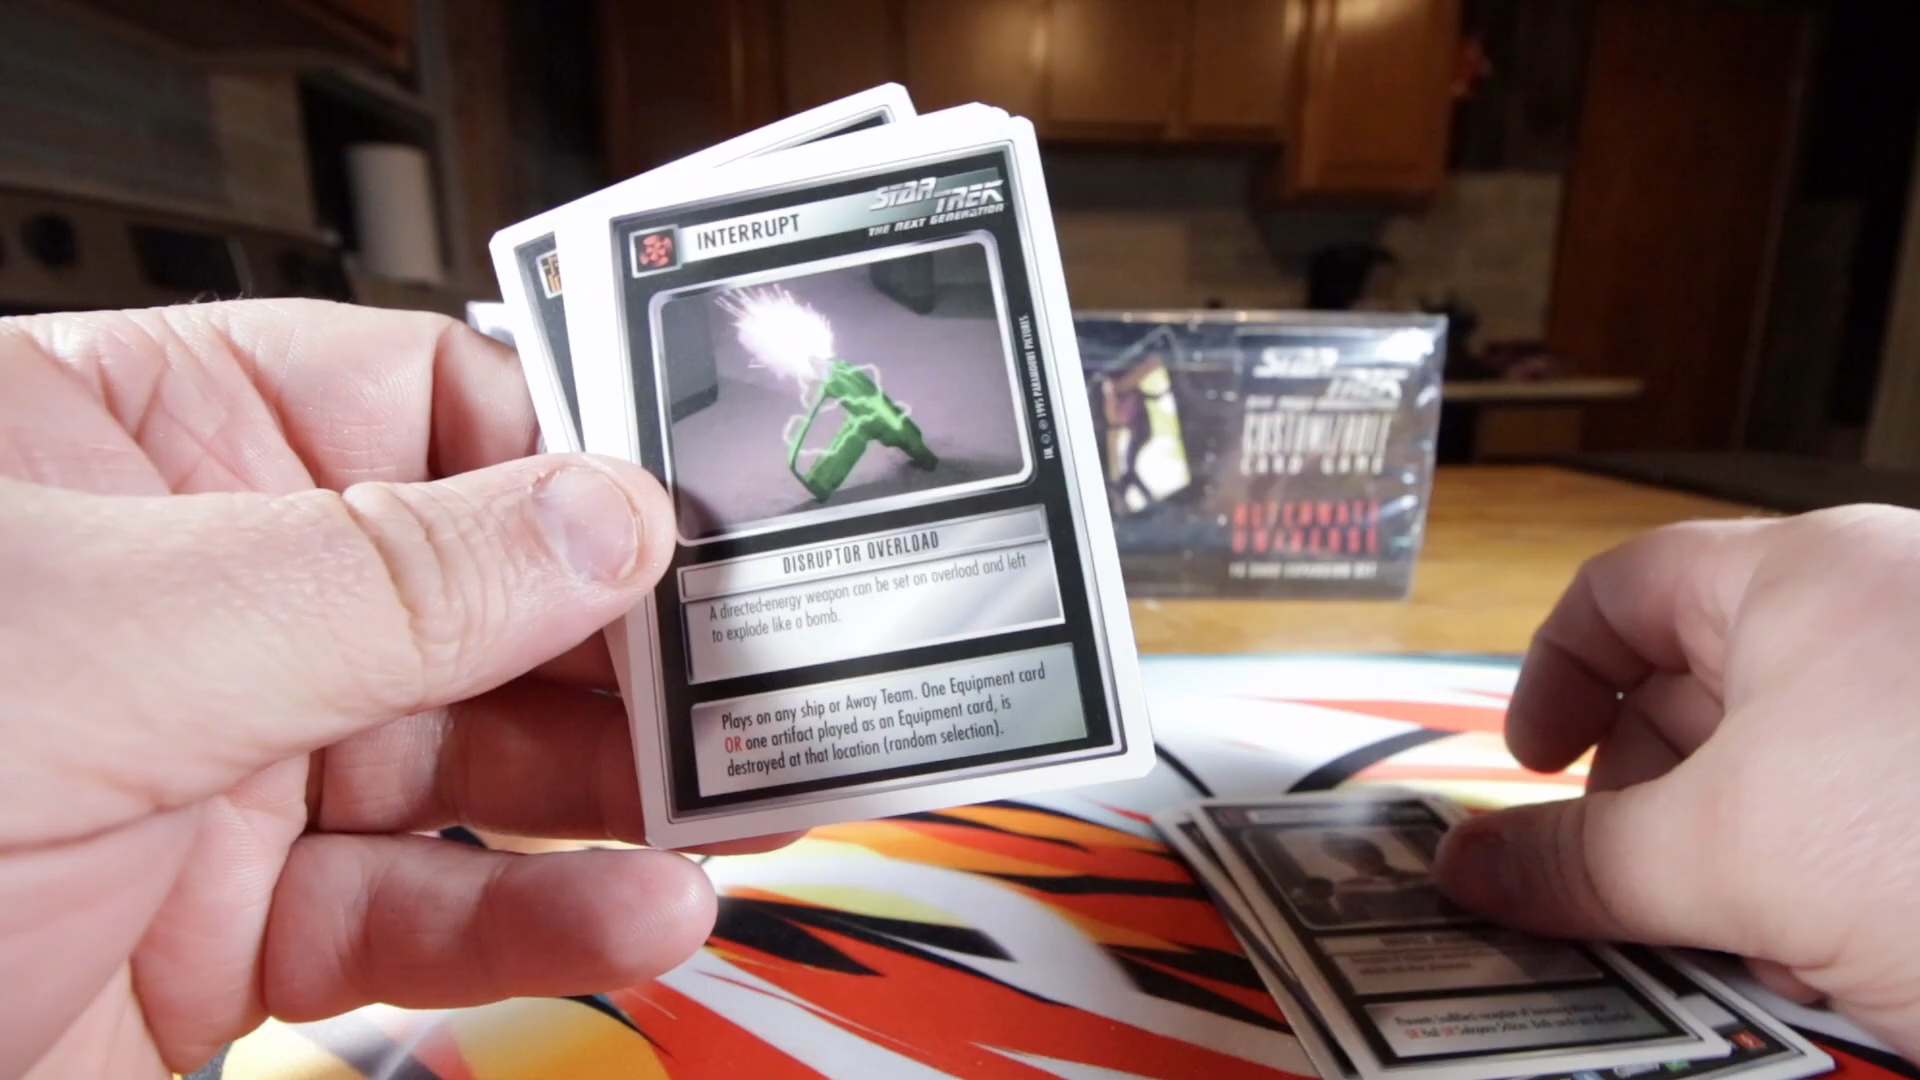 INTERRUPT
STAR TREK
THE NEXT GENERATION
TM, ©, ® 1995 PARAMOUNT PICTURES
DISRUPTOR OVERLOAD
A directed-energy weapon can be set on overload and left
to explode like a bomb.
Plays on any ship or Away Team. One Equipment card
OR one artifact played as an Equipment card, is
destroyed at that location (random selection).
STAR TREK
CUSTOMIZABLE
CARD GAME
ALTERNATE
UNIVERSE